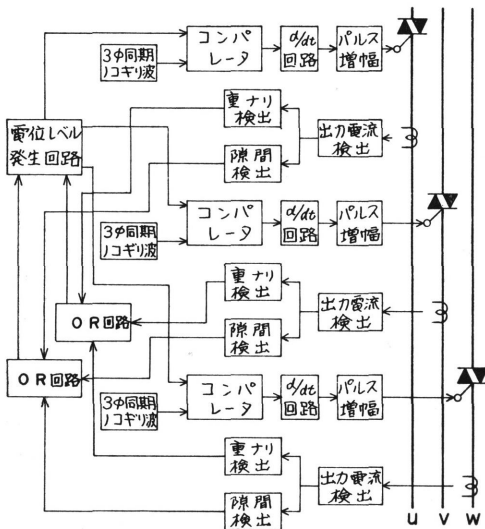 コンパ
レータ
d/dt
回路
パルス
増幅
3Φ同期
ノコギリ波
重ナリ
検出
電位レベル
発生回路
出力電流
検出
隙間
検出
コンパ
レータ
d/dt
回路
パルス
増幅
3Φ同期
ノコギリ波
重ナリ
検出
OR回路
出力電流
検出
隙間
検出
OR回路
コンパ
レータ
d/dt
回路
パルス
増幅
3Φ同期
ノコギリ波
重ナリ
検出
出力電流
検出
隙間
検出
u
v
w